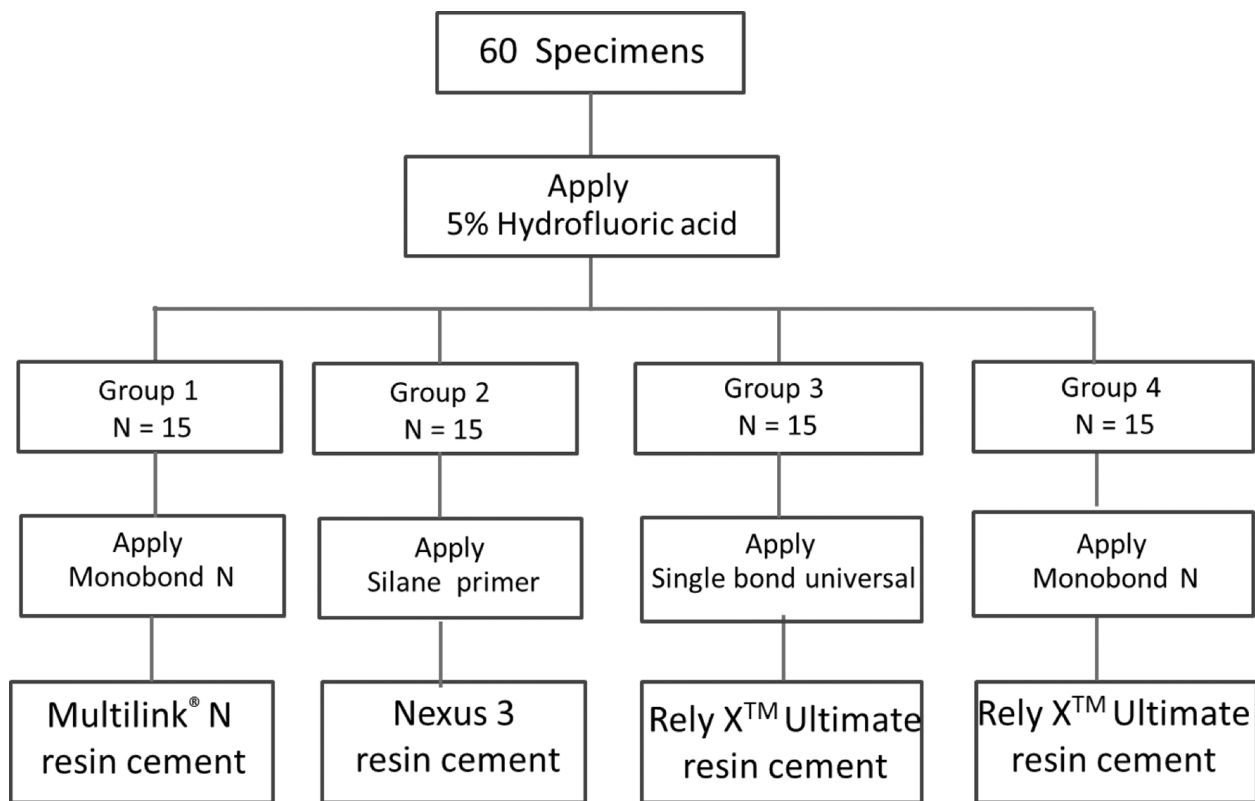 60 Specimens
Apply
5% Hydrofluoric acid
Group 1
N = 15
Group 2
N = 15
Group 3
N = 15
Group 4
N = 15
Apply
Monobond N
Apply
Silane primer
Apply
Single bond universal
Apply
Monobond N
Multilink® N
resin cement
Nexus 3
resin cement
Rely X™ Ultimate
resin cement
Rely X™ Ultimate
resin cement